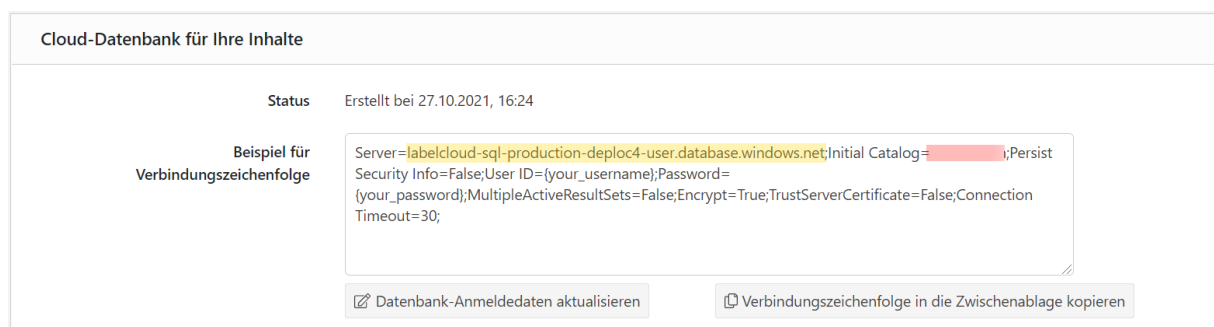 Cloud-Datenbank für Ihre Inhalte
Status Erstellt bei 27.10.2021, 16:24
Beispiel für
Verbindungszeichenfolge
Server=labelcloud-sql-production-deploc4-user.database.windows.net;Initial Catalog= ;Persist
Security Info=False;User ID={your_username};Password=
{your_password};MultipleActiveResultSets=False;Encrypt=True;TrustServerCertificate=False;Connection
Timeout=30;
Datenbank-Anmeldedaten aktualisieren
Verbindungszeichenfolge in die Zwischenablage kopieren